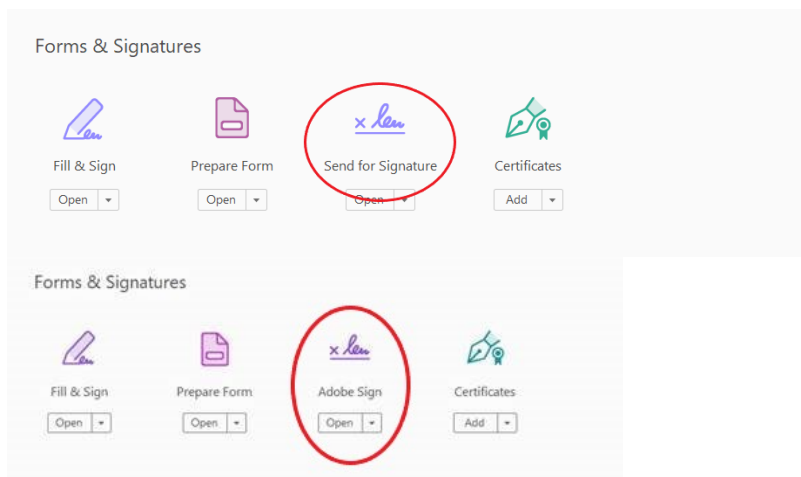 Forms & Signatures
Fill & Sign Prepare Form Send for Signature Certificates
Open Open Open Add
Forms & Signatures
Fill & Sign Prepare Form Adobe Sign Certificates
Open Open Open Add